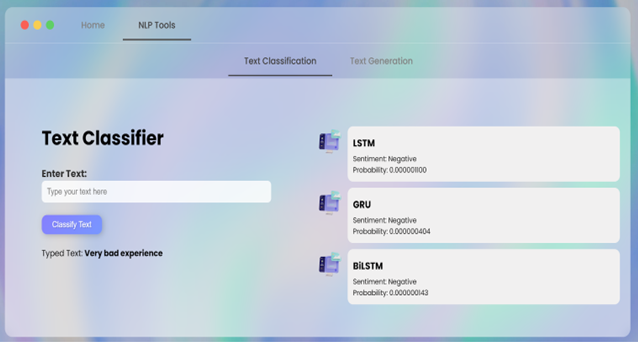 Home NLP Tools
Text Classification Text Generation
Text Classifier
Enter Text:
Type your text here
Classify Text
Typed Text: Very bad experience
LSTM
Sentiment: Negative
Probability: 0.000001100
GRU
Sentiment: Negative
Probability: 0.000000404
BiLSTM
Sentiment: Negative
Probability: 0.000000143